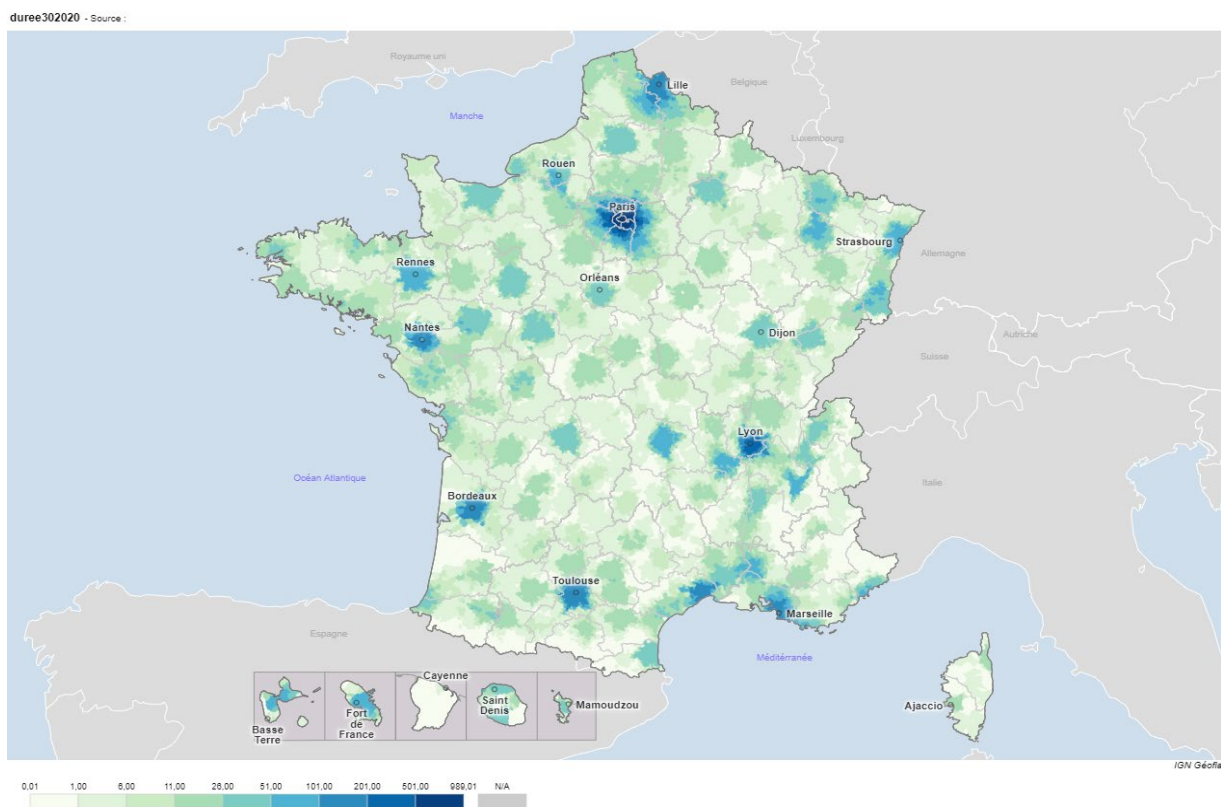 duree302020 - Source :
Royaume uni
Lille
Belgique
Manche
Luxembourg
Rouen
Paris
Strasbourg
Allemagne
Rennes
Orléans
Nantes
Dijon
Autriche
Suisse
Lyon
Océan Atlantique
Italie
Bordeaux
Toulouse
Marseille
Espagne
Méditérranée
Cayenne
Saint
Denis
Mamoudzou
Ajaccio
Fort
de
France
Basse
Terre
IGN Géofla
0,01 1,00 6,00 11,00 26,00 51,00 101,00 201,00 501,00 989,01 N/A